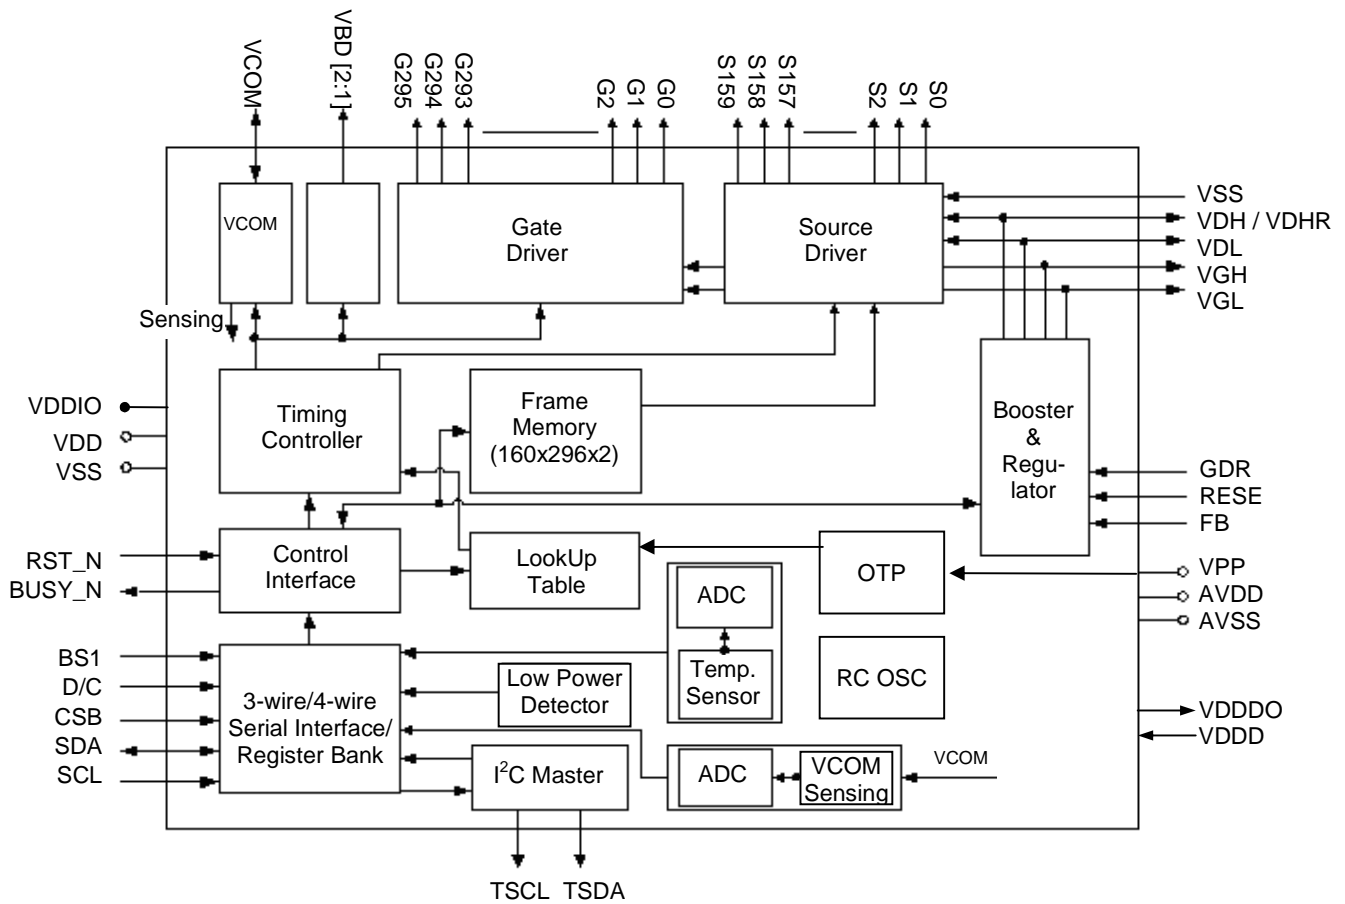 VCOM
VBD [2:1]
G295
G294
G293
G2
G1
G0
S159
S158
S157
S2
S1
S0
VCOM
Gate
Driver
Source
Driver
VSS
VDH / VDHR
VDL
VGH
VGL
Sensing
VDDIO
VDD
VSS
Timing
Controller
Frame
Memory
(160x296x2)
Booster
&
Regu-
lator
GDR
RESE
FB
RST_N
BUSY_N
Control
Interface
LookUp
Table
OTP
VPP
AVDD
AVSS
ADC
Temp.
Sensor
RC OSC
BS1
D/C
CSB
SDA
SCL
3-wire/4-wire
Serial Interface/
Register Bank
Low Power
Detector
I²C Master
ADC
VCOM
Sensing
VCOM
VDDDO
VDDD
TSCL
TSDA